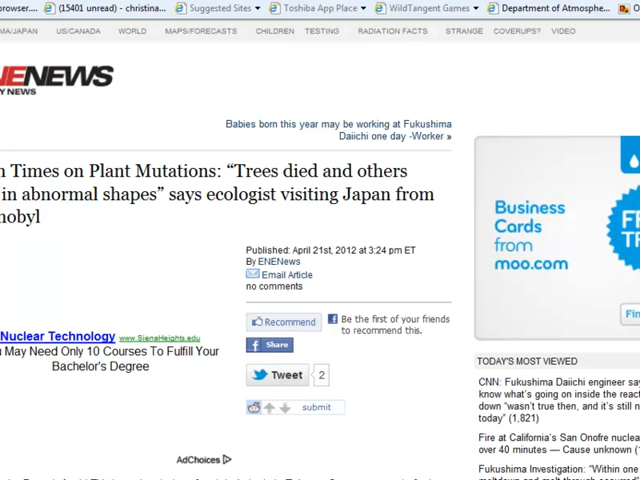 prowser... (15401 unread) - christina... Suggested Sites Toshiba App Place WildTangent Games Department of Atmosphe...
MA/JAPAN US/CANADA WORLD MAPS/FORECASTS CHILDREN TESTING RADIATION FACTS STRANGE COVERUPS? VIDEO
NENEWS
Y NEWS
Babies born this year may be working at Fukushima
Daiichi one day -Worker »
n Times on Plant Mutations: “Trees died and others
in abnormal shapes” says ecologist visiting Japan from
nobyl
Published: April 21st, 2012 at 3:24 pm ET
By ENENews
Email Article
no comments
Recommend Be the first of your friends
to recommend this.
Share
Tweet 2
submit
Nuclear Technology www.SienaHeights.edu
u May Need Only 10 Courses To Fulfill Your
Bachelor's Degree
AdChoices
Business
Cards
from
moo.com
TODAY'S MOST VIEWED
CNN: Fukushima Daiichi engineer say
know what's going on inside the react
down “wasn't true then, and it's still n
today” (1,821)
Fire at California's San Onofre nuclear
over 40 minutes — Cause unknown
Fukushima Investigation: “Within one